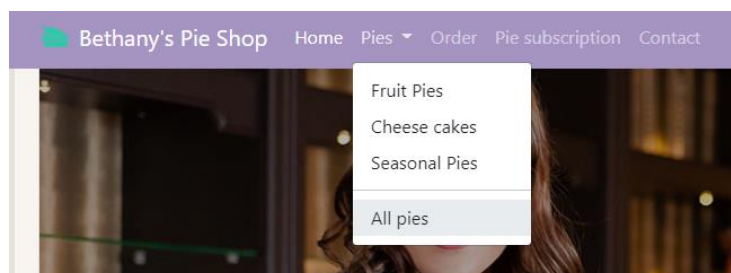 Bethany's Pie Shop Home Pies Order Pie subscription Contact
Fruit Pies
Cheese cakes
Seasonal Pies
All pies